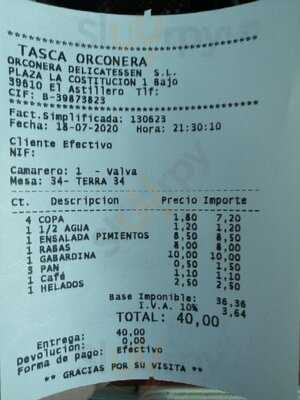 ********************************
TASCA ORCONERA
ORCONERA DELICATESSEN S.L.
PLAZA LA COSTITUCION 1 Bajo
39610 El Astillero Tlf:
CIF: B-39873823
********************************
Fact.Simplificada: 130623
Fecha: 18-07-2020 Hora: 21:30:10
Cliente Efectivo
NIF:
Camarero: 1 - Valva
Mesa: 34- TERRA 34
Ct. Descripcion Precio Importe
4 COPA 1,80 7,20
1 1/2 AGUA 1,20 1,20
1 ENSALADA PIMIENTOS 8,50 8,50
1 RABAS 8,00 8,00
1 GABARDINA 10,00 10,00
3 PAN 0,50 1,50
1 Café 1,10 1,10
1 HELADOS 2,50 2,50
Base Imponible: 36,36
I.V.A. 10% 3,64
TOTAL: 40,00
Entrega: 40,00
Devolucion: 0,00
Forma de pago: Efectivo
** GRACIAS POR SU VISITA **